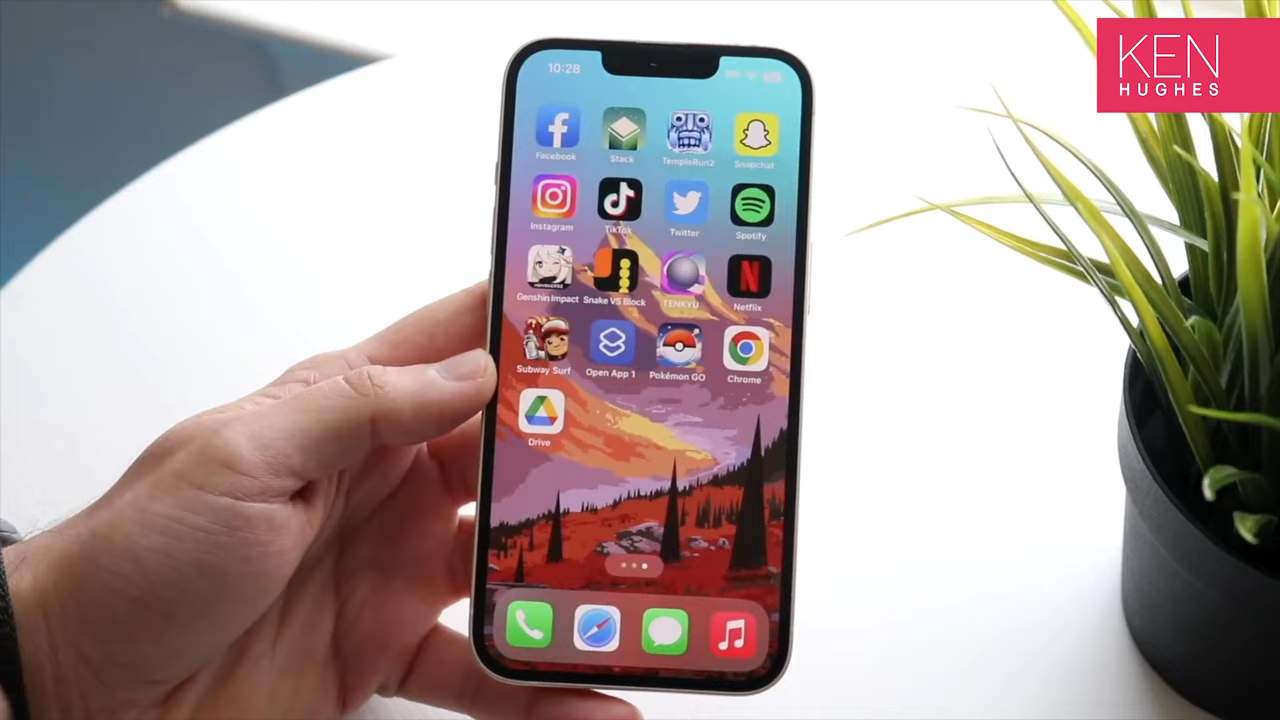 KEN
HUGHES
10:28
Facebook
Stack
TempleRun2
Snapchat
Instagram
TikTok
Twitter
Spotify
Genshin Impact
Snake VS Block
TENKYU
Netflix
Subway Surf
Open App 1
Pokémon GO
Chrome
Drive